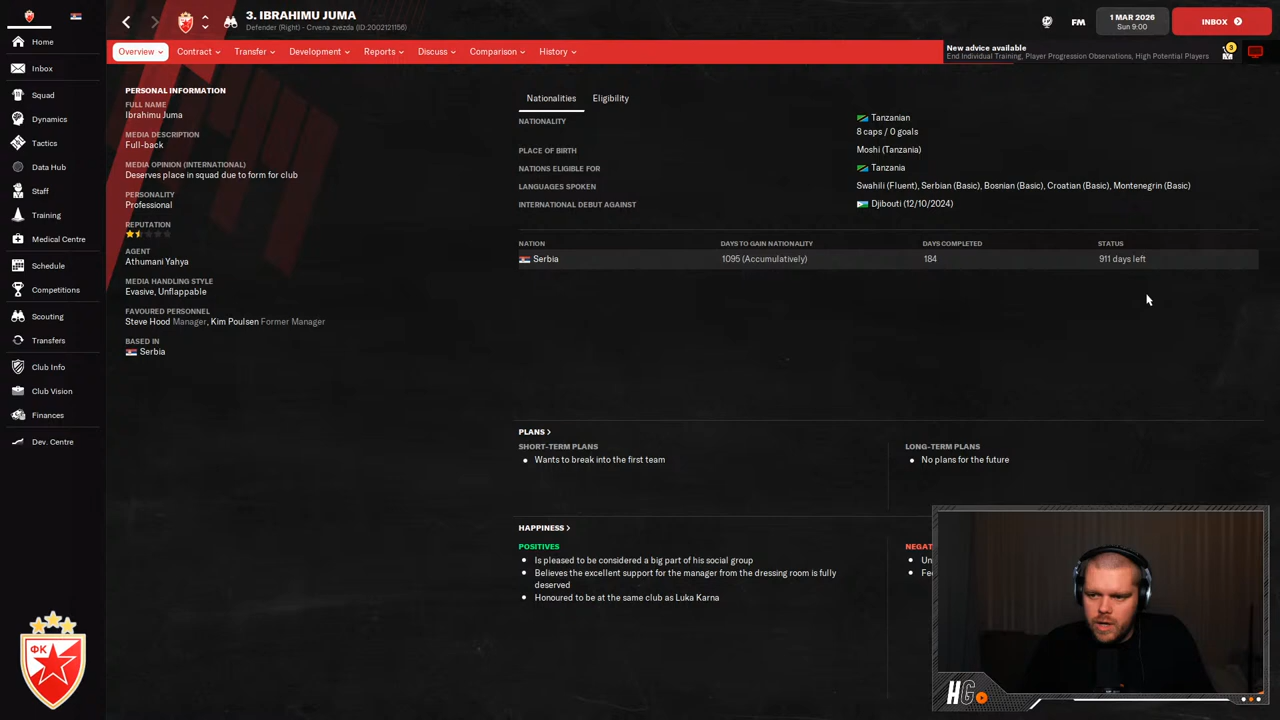 3. IBRAHIMU JUMA
Defender (Right) - Crvena zvezda (ID:2002121156)
FM
1 MAR 2026
Sun 9:00
INBOX
Overview
Contract
Transfer
Development
Reports
Discuss
Comparison
History
New advice available
End Individual Training, Player Progression Observations, High Potential Players
3
Home
Inbox
Squad
Dynamics
Tactics
Data Hub
Staff
Training
Medical Centre
Schedule
Competitions
Scouting
Transfers
Club Info
Club Vision
Finances
Dev. Centre
ФК
PERSONAL INFORMATION
FULL NAME
Ibrahimu Juma
MEDIA DESCRIPTION
Full-back
MEDIA OPINION (INTERNATIONAL)
Deserves place in squad due to form for club
PERSONALITY
Professional
REPUTATION
AGENT
Athumani Yahya
MEDIA HANDLING STYLE
Evasive, Unflappable
FAVOURED PERSONNEL
Steve Hood Manager, Kim Poulsen Former Manager
BASED IN
Serbia
Nationalities
Eligibility
NATIONALITY
Tanzanian
8 caps / 0 goals
PLACE OF BIRTH
Moshi (Tanzania)
NATIONS ELIGIBLE FOR
Tanzania
LANGUAGES SPOKEN
Swahili (Fluent), Serbian (Basic), Bosnian (Basic), Croatian (Basic), Montenegrin (Basic)
INTERNATIONAL DEBUT AGAINST
Djibouti (12/10/2024)
NATION
DAYS TO GAIN NATIONALITY
DAYS COMPLETED
STATUS
Serbia
1095 (Accumulatively)
184
911 days left
PLANS
SHORT-TERM PLANS
Wants to break into the first team
LONG-TERM PLANS
No plans for the future
HAPPINESS
POSITIVES
Is pleased to be considered a big part of his social group
Believes the excellent support for the manager from the dressing room is fully
deserved
Honoured to be at the same club as Luka Karna
HG